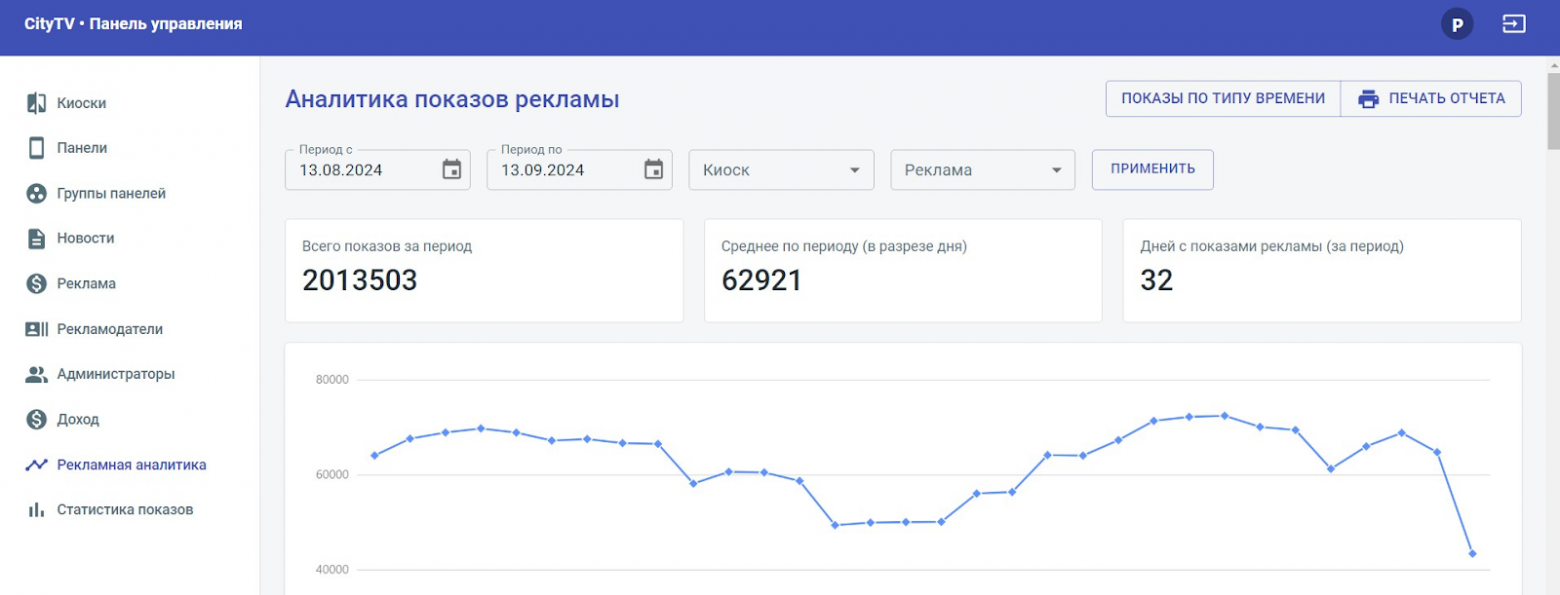 CityTV • Панель управления
P
Киоски
Панели
Группы панелей
Новости
Реклама
Рекламодатели
Администраторы
Доход
Рекламная аналитика
Статистика показов
Аналитика показов рекламы
ПОКАЗЫ ПО ТИПУ ВРЕМЕНИ
ПЕЧАТЬ ОТЧЕТА
Период с
13.08.2024
Период по
13.09.2024
Киоск
Реклама
ПРИМЕНИТЬ
Всего показов за период
2013503
Среднее по периоду (в разрезе дня)
62921
Дней с показами рекламы (за период)
32
80000
60000
40000